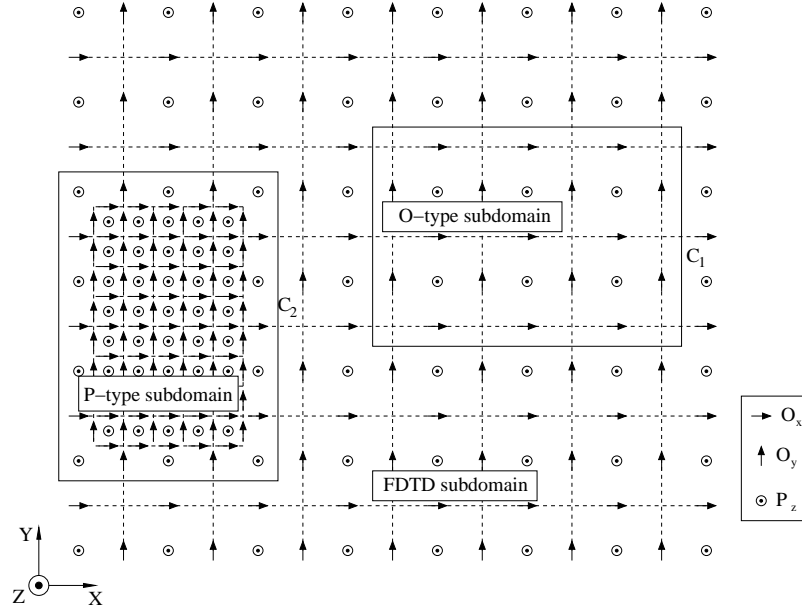 O−type subdomain
C1
C2
P−type subdomain
FDTD subdomain
Ox
Oy
Pz
Y
Z
X